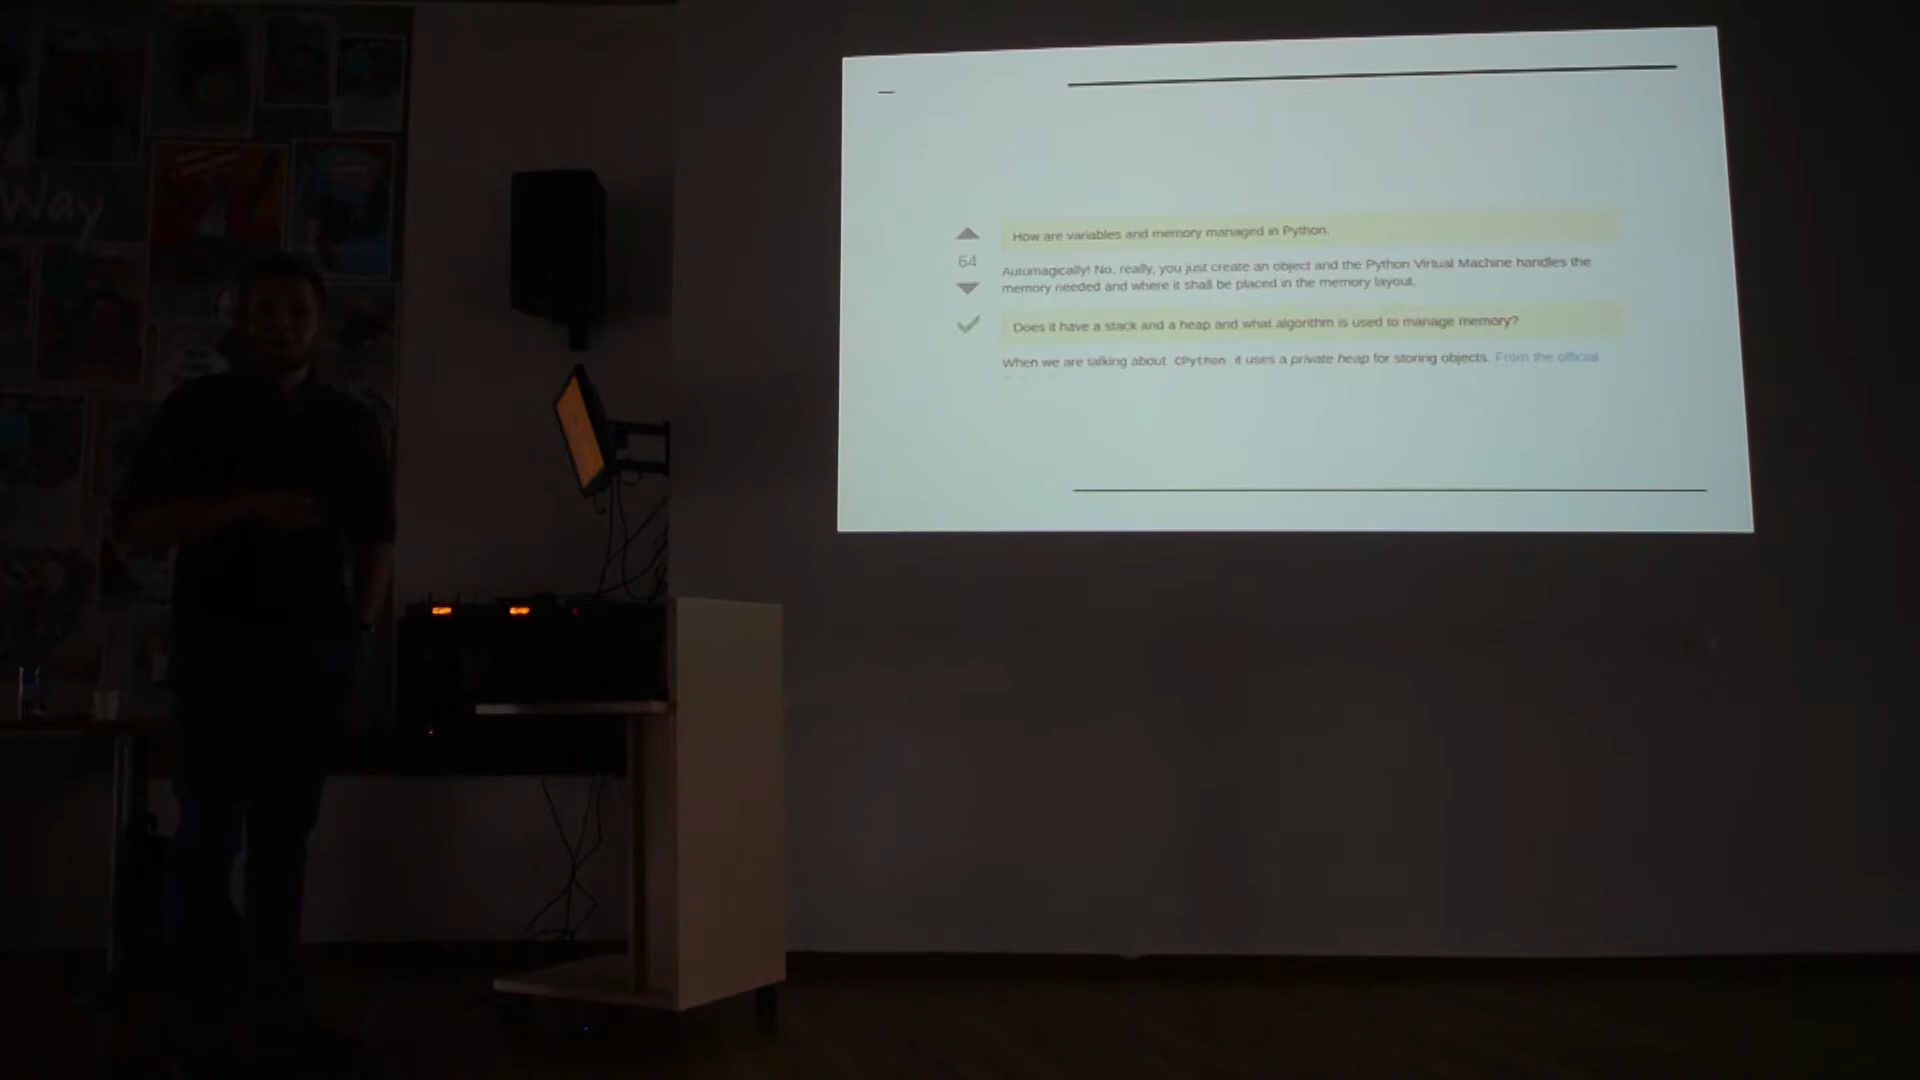 Way
How are variables and memory managed in Python.
64
Automagically! No, really, you just create an object and the Python Virtual Machine handles the
memory needed and where it shall be placed in the memory layout.
Does it have a stack and a heap and what algorithm is used to manage memory?
When we are talking about CPython it uses a private heap for storing objects. From the official